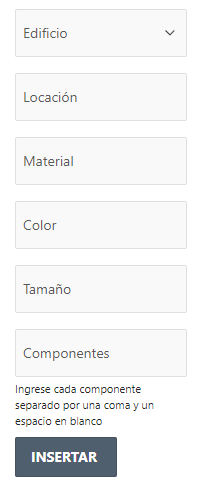 Edificio
Locación
Material
Color
Tamaño
Componentes
Ingrese cada componente
separado por una coma y un
espacio en blanco
INSERTAR